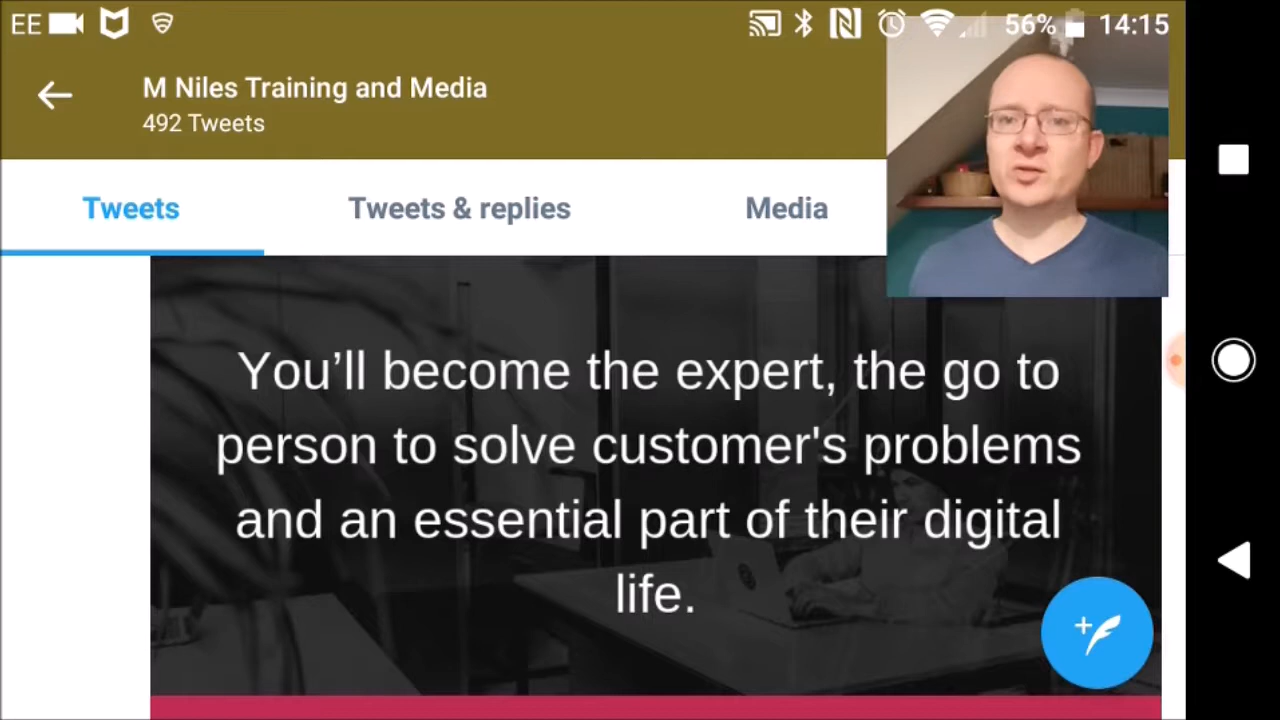 EE 56% 14:15
M Niles Training and Media
492 Tweets
Tweets Tweets & replies Media
You’ll become the expert, the go to
person to solve customer's problems
and an essential part of their digital
life.